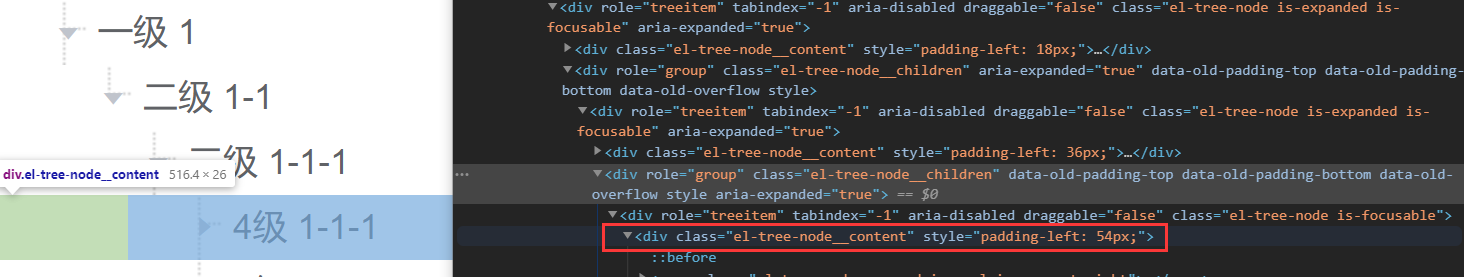 一级 1
二级 1-1
级 1-1-1
div.el-tree-node__content 516.4 × 26
4级 1-1-1
▼<div role="treeitem" tabindex="-1" aria-disabled draggable="false" class="el-tree-node is-expanded is-
focusable" aria-expanded="true">
▶<div class="el-tree-node__content" style="padding-left: 18px;">…</div>
▼<div role="group" class="el-tree-node__children" aria-expanded="true" data-old-padding-top data-old-padding-
bottom data-old-overflow style>
▼<div role="treeitem" tabindex="-1" aria-disabled draggable="false" class="el-tree-node is-expanded is-
focusable" aria-expanded="true">
▶<div class="el-tree-node__content" style="padding-left: 36px;">…</div>
… ▼<div role="group" class="el-tree-node__children" data-old-padding-top data-old-padding-bottom data-old-
overflow style aria-expanded="true"> == $0
▼<div role="treeitem" tabindex="-1" aria-disabled draggable="false" class="el-tree-node is-focusable">
▼<div class="el-tree-node__content" style="padding-left: 54px;">
::before